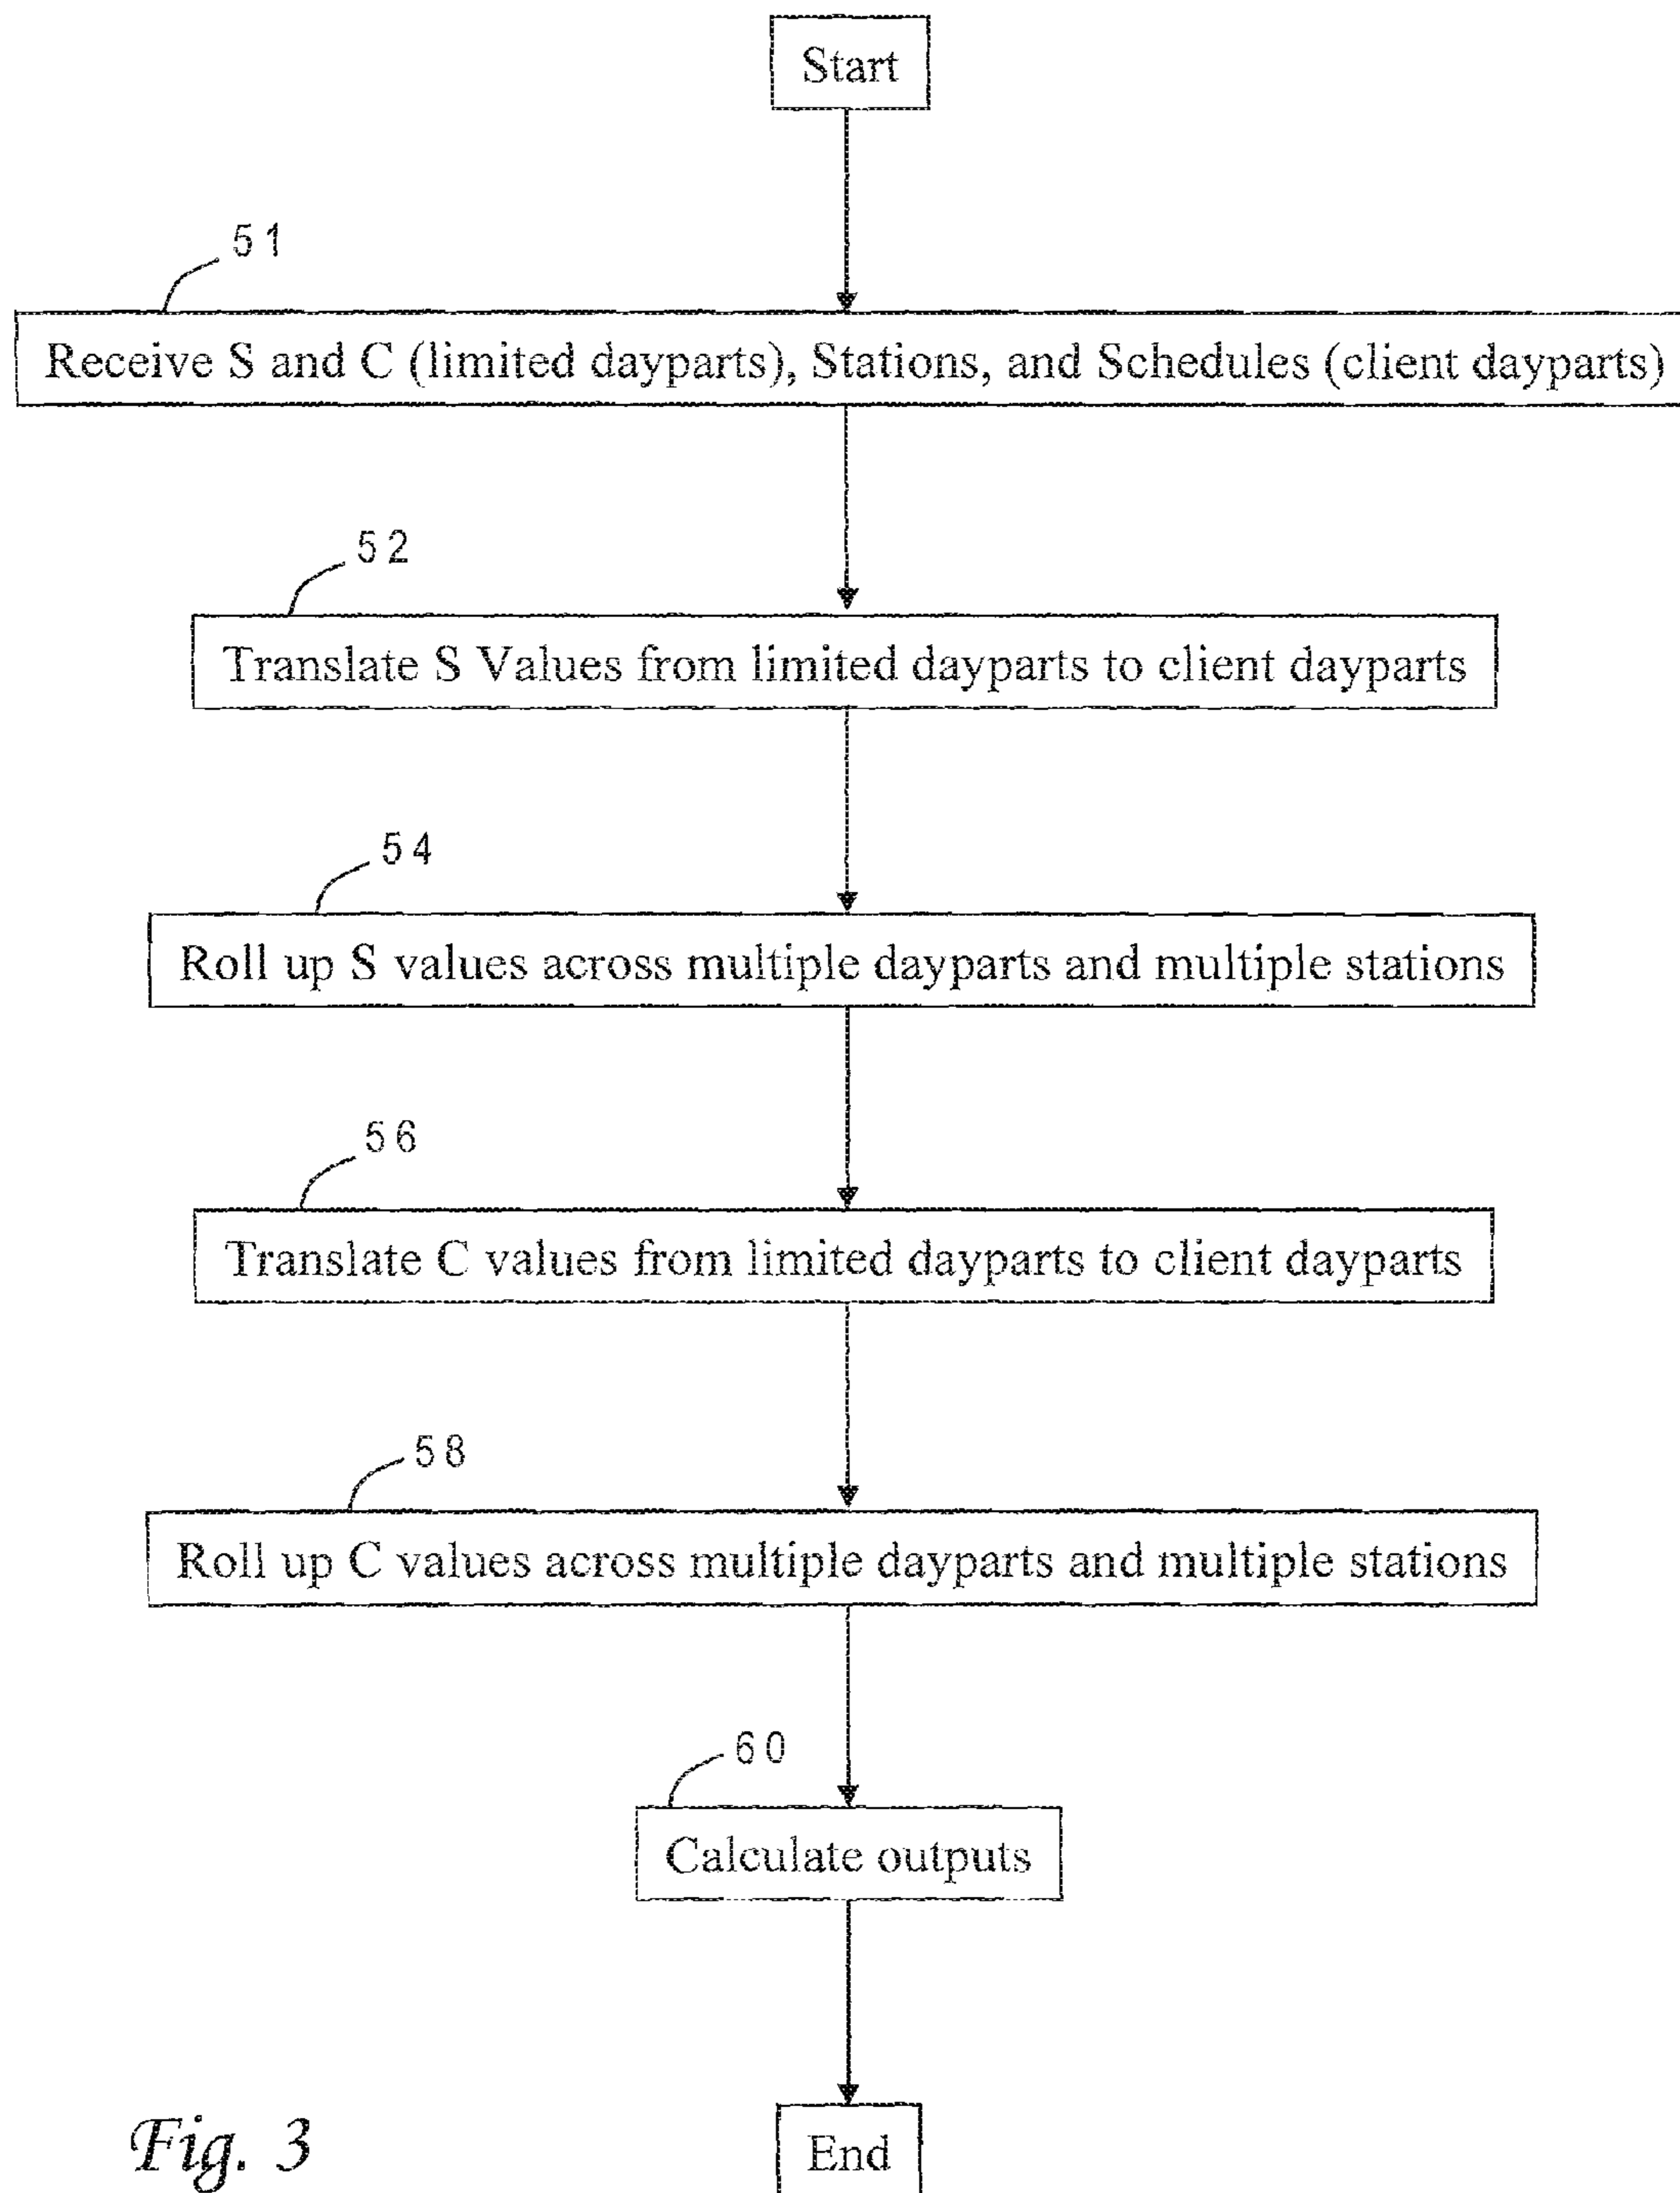 Start
51
Receive S and C (limited dayparts), Stations, and Schedules (client dayparts)
52
Translate S Values from limited dayparts to client dayparts
54
Roll up S values across multiple dayparts and multiple stations
56
Translate C values from limited dayparts to client dayparts
58
Roll up C values across multiple dayparts and multiple stations
60
Calculate outputs
End
Fig. 3